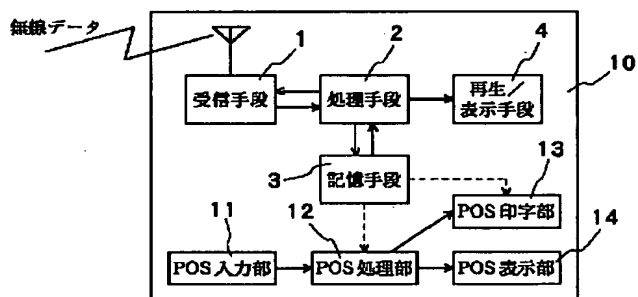 無線データ
1
2
4
受信手段
処理手段
再生/
表示手段
10
3
記憶手段
13
POS印字部
11
12
14
POS入力部
POS処理部
POS表示部